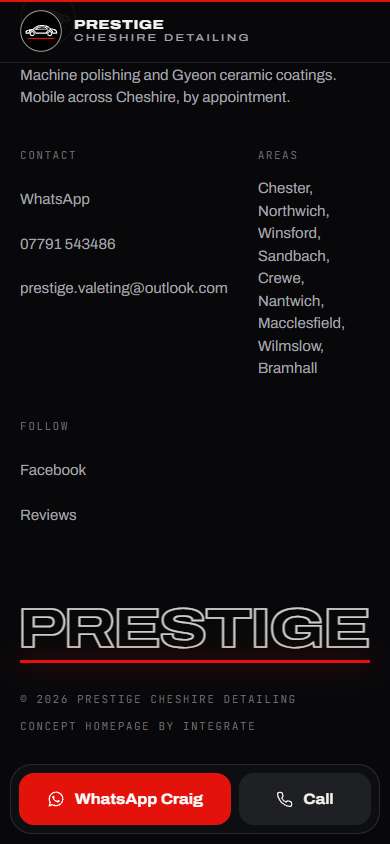 PRESTIGE
CHESHIRE DETAILING
Machine polishing and Gyeon ceramic coatings.
Mobile across Cheshire, by appointment.
CONTACT
WhatsApp
07791 543486
prestige.valeting@outlook.com
AREAS
Chester,
Northwich,
Winsford,
Sandbach,
Crewe,
Nantwich,
Macclesfield,
Wilmslow,
Bramhall
FOLLOW
Facebook
Reviews
PRESTIGE
© 2026 PRESTIGE CHESHIRE DETAILING
CONCEPT HOMEPAGE BY INTEGRATE
WhatsApp Craig
Call